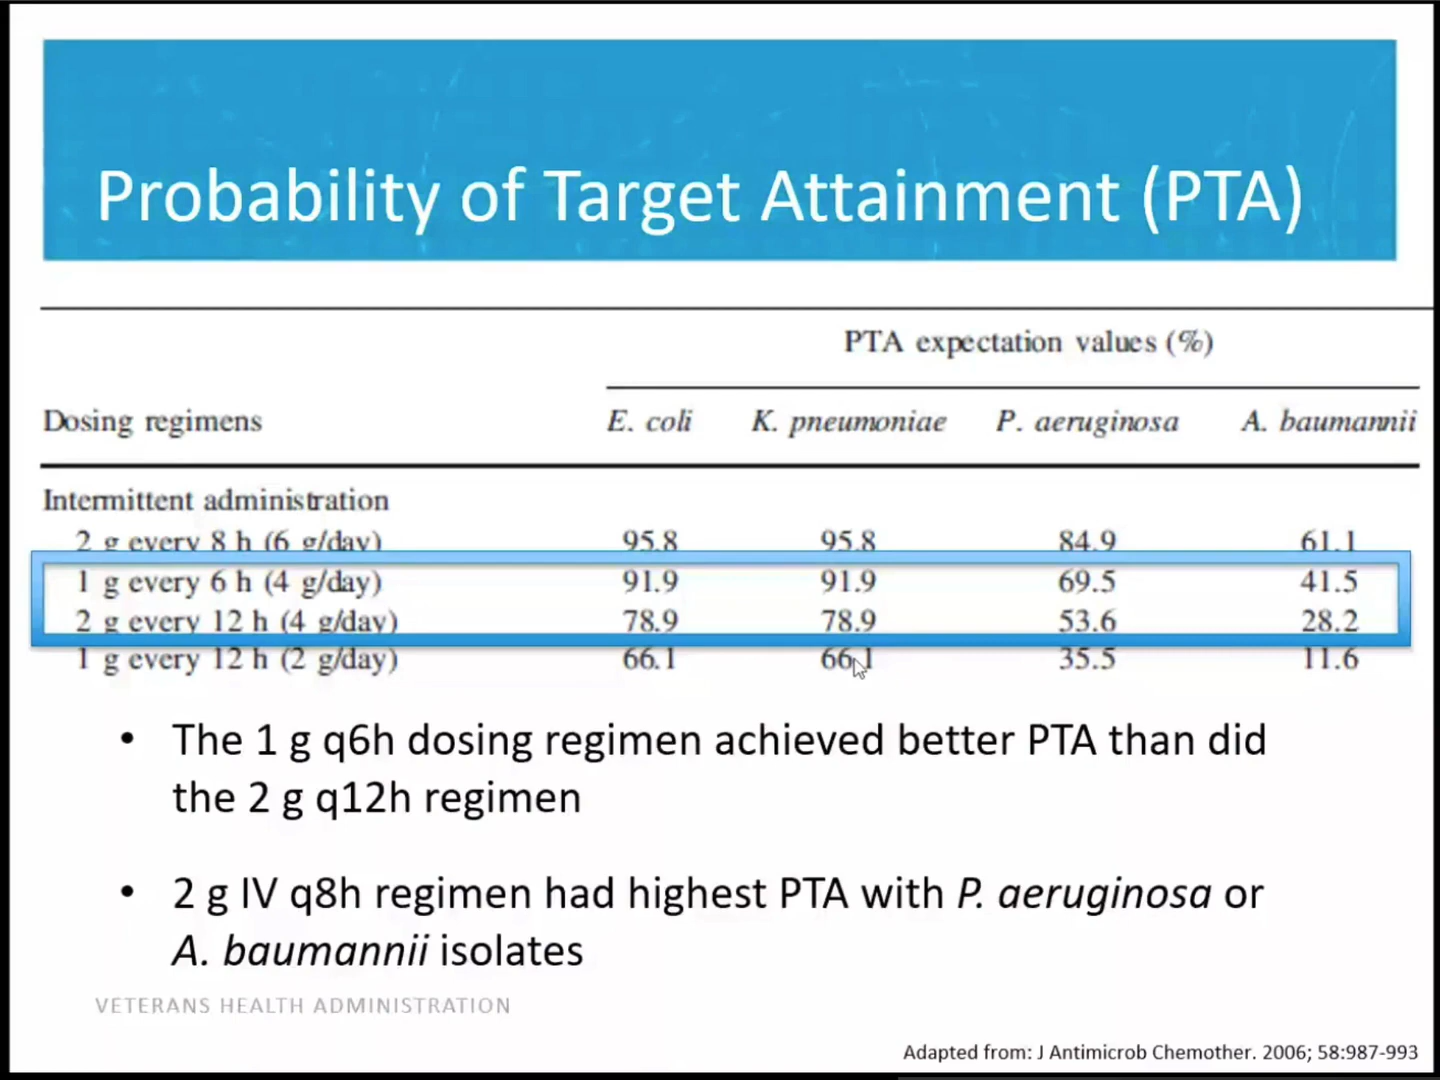 Probability of Target Attainment (PTA)
PTA expectation values (%)
Dosing regimens E. coli K. pneumoniae P. aeruginosa A. baumannii
Intermittent administration
2 g every 8 h (6 g/day) 95.8 95.8 84.9 61.1
1 g every 6 h (4 g/day) 91.9 91.9 69.5 41.5
2 g every 12 h (4 g/day) 78.9 78.9 53.6 28.2
1 g every 12 h (2 g/day) 66.1 66.1 35.5 11.6
• The 1 g q6h dosing regimen achieved better PTA than did
the 2 g q12h regimen
• 2 g IV q8h regimen had highest PTA with P. aeruginosa or
A. baumannii isolates
VETERANS HEALTH ADMINISTRATION
Adapted from: J Antimicrob Chemother. 2006; 58:987-993